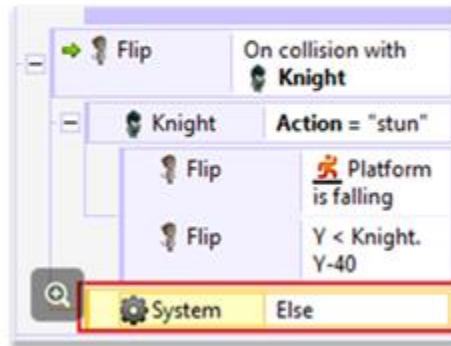 Flip On collision with
Knight
Knight Action = "stun"
Flip Platform
is falling
Flip Y < Knight.
Y-40
System Else